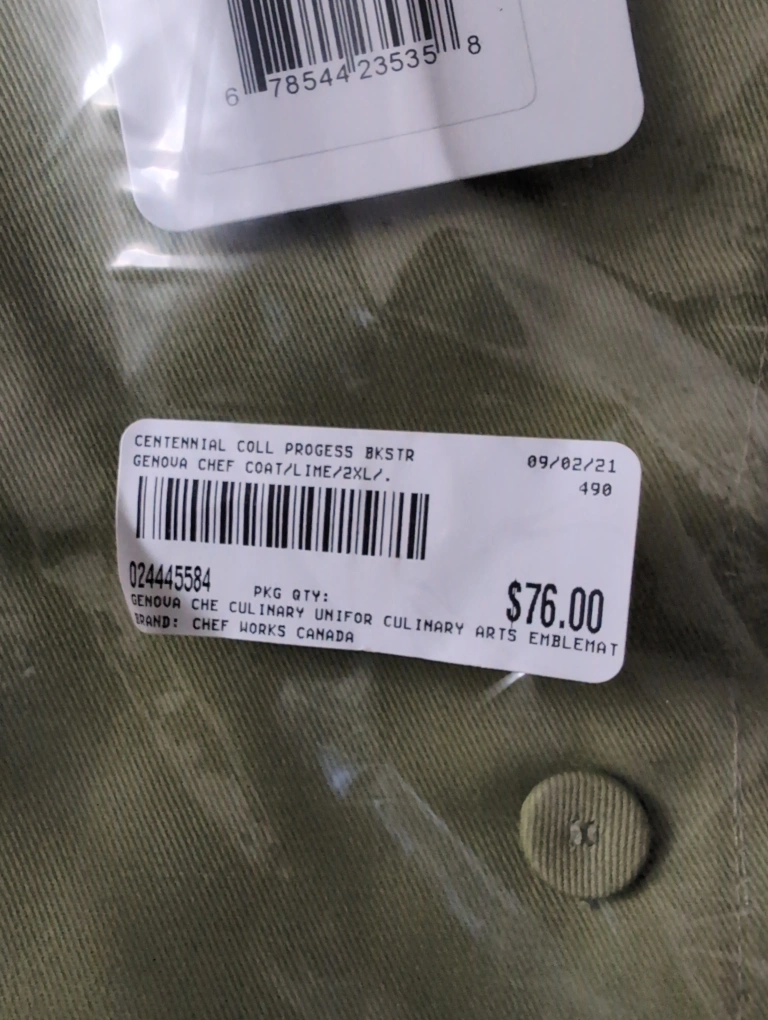 6 78544 23535 8
CENTENNIAL COLL PROGESS BKSTR 09/02/21
GENOVA CHEF COAT/LIME/2XL/. 490
024445584 PKG QTY: $76.00
GENOVA CHE CULINARY UNIFOR CULINARY ARTS EMBLEMAT
BRAND: CHEF WORKS CANADA